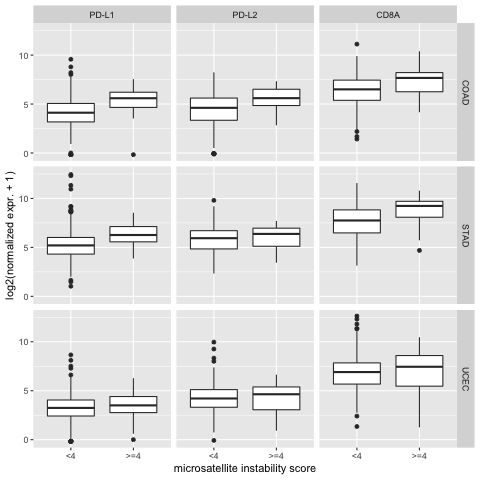 PD-L1 PD-L2 CD8A
10
5
0
COAD
10
5
0
STAD
10
5
0
UCEC
log2(normalized expr. + 1)
<4 >=4 <4 >=4 <4 >=4
microsatellite instability score